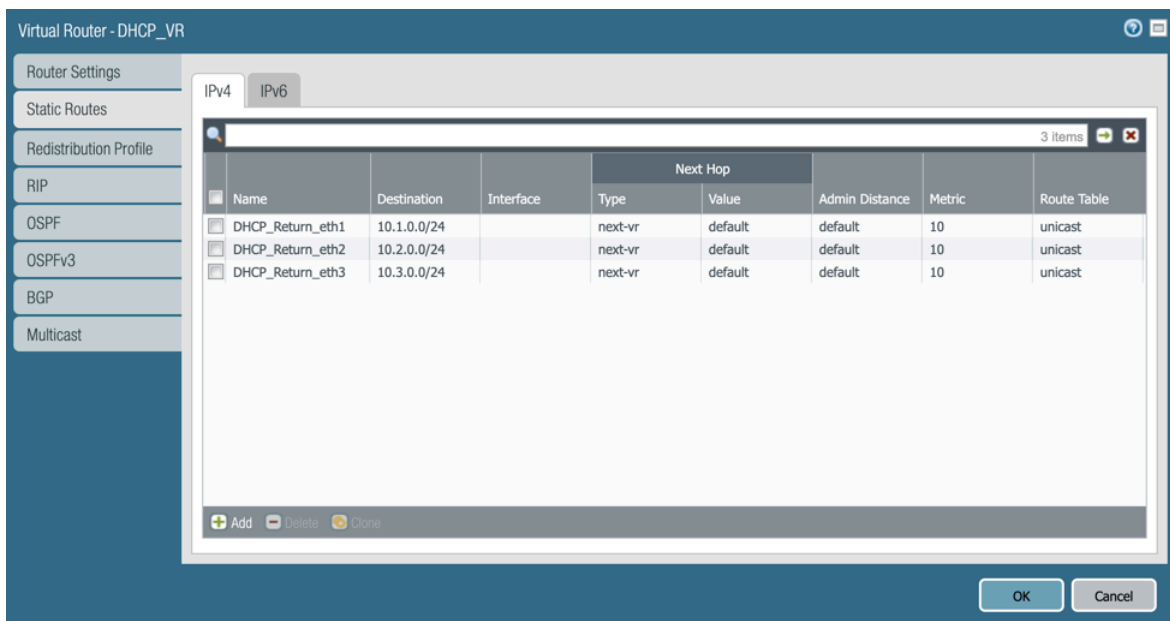 Virtual Router - DHCP_VR
Router Settings
Static Routes
Redistribution Profile
RIP
OSPF
OSPFv3
BGP
Multicast
IPv4 IPv6
3 items
Next Hop
Name Destination Interface Type Value Admin Distance Metric Route Table
DHCP_Return_eth1 10.1.0.0/24 next-vr default default 10 unicast
DHCP_Return_eth2 10.2.0.0/24 next-vr default default 10 unicast
DHCP_Return_eth3 10.3.0.0/24 next-vr default default 10 unicast
Add Delete Clone
OK Cancel